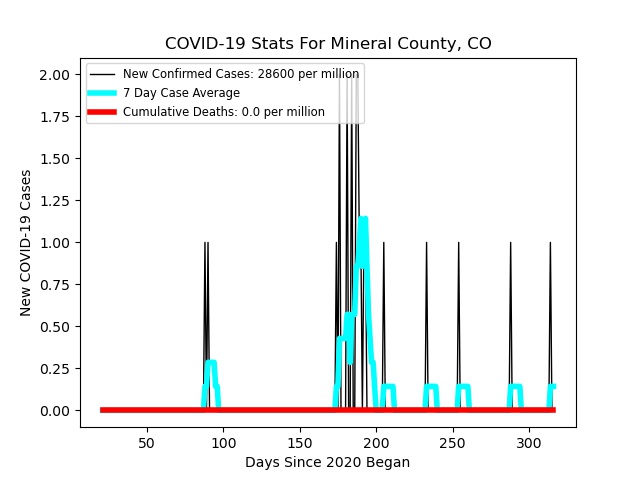 COVID-19 Stats For Mineral County, CO
New Confirmed Cases: 28600 per million
7 Day Case Average
Cumulative Deaths: 0.0 per million
New COVID-19 Cases
2.00
1.75
1.50
1.25
1.00
0.75
0.50
0.25
0.00
50 100 150 200 250 300
Days Since 2020 Began